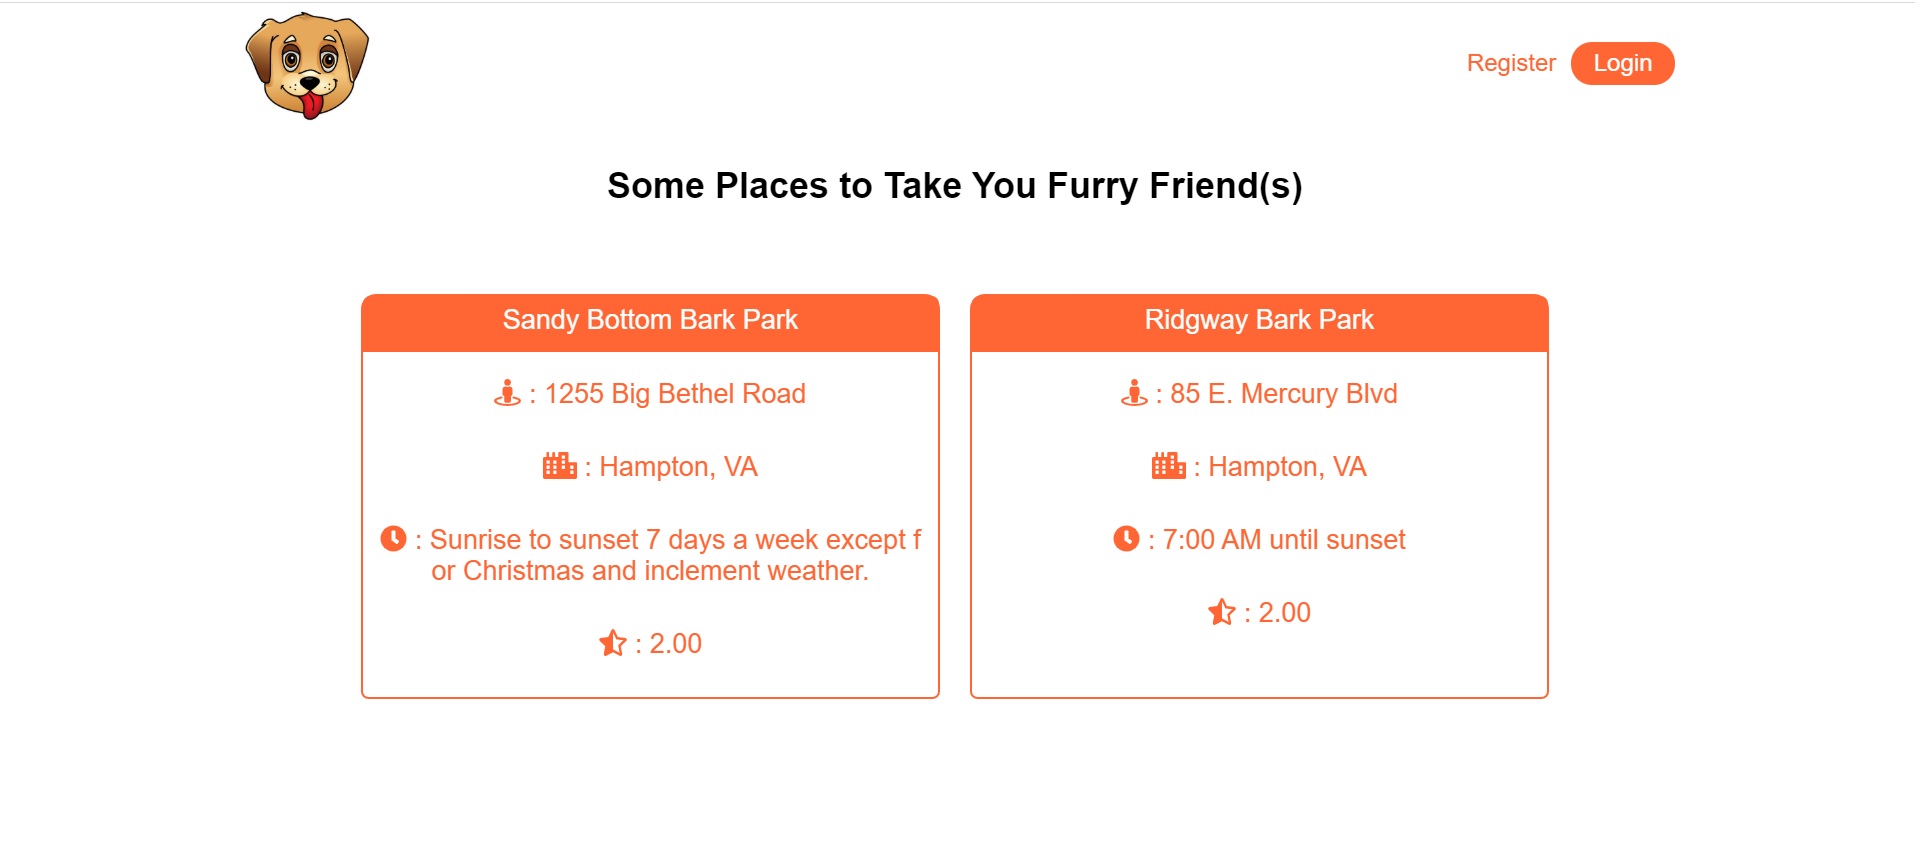 Register
Login
Some Places to Take You Furry Friend(s)
Sandy Bottom Bark Park
: 1255 Big Bethel Road
: Hampton, VA
: Sunrise to sunset 7 days a week except f
or Christmas and inclement weather.
: 2.00
Ridgway Bark Park
: 85 E. Mercury Blvd
: Hampton, VA
: 7:00 AM until sunset
: 2.00